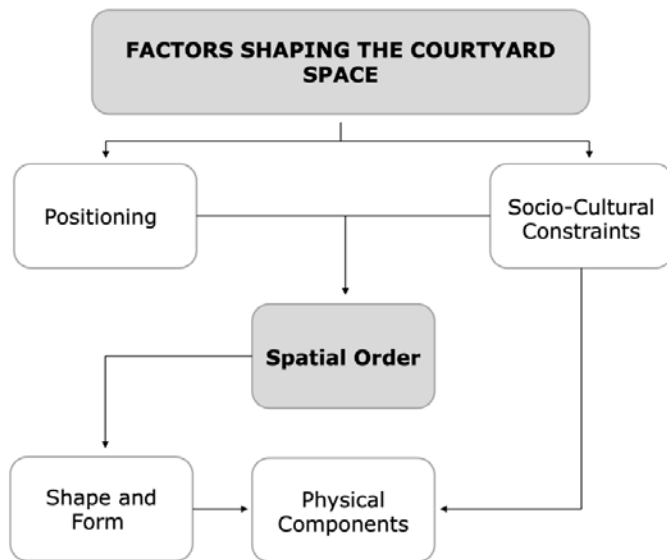 FACTORS SHAPING THE COURTYARD
SPACE
Positioning
Socio-Cultural
Constraints
Spatial Order
Shape and
Form
Physical
Components